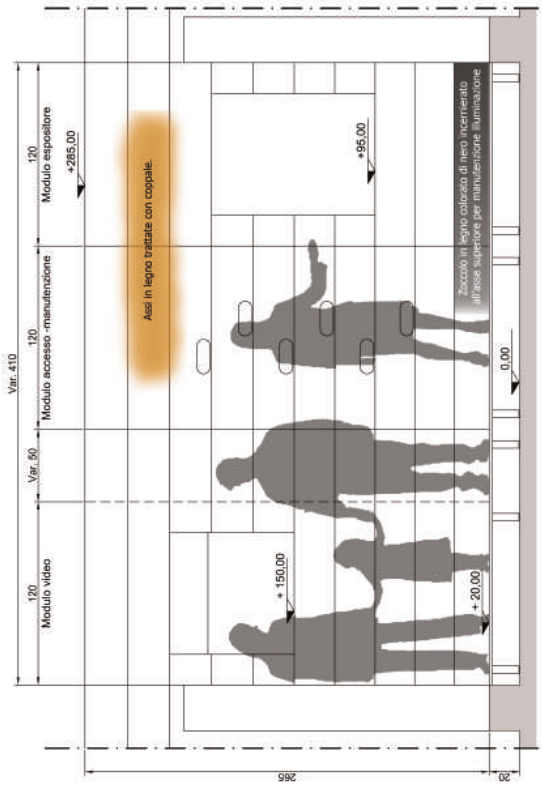 Var. 410
120
Var. 50
120
120
Modulo video
Modulo accesso -manutenzione
Modulo espositore
+285,00
Assi in legno trattate con coppale.
+95,00
+ 150,00
+ 20,00
0,00
Zoccolo in legno colorato di nero incernierato
all'asse superiore per manutenzione illuminazione
265
20